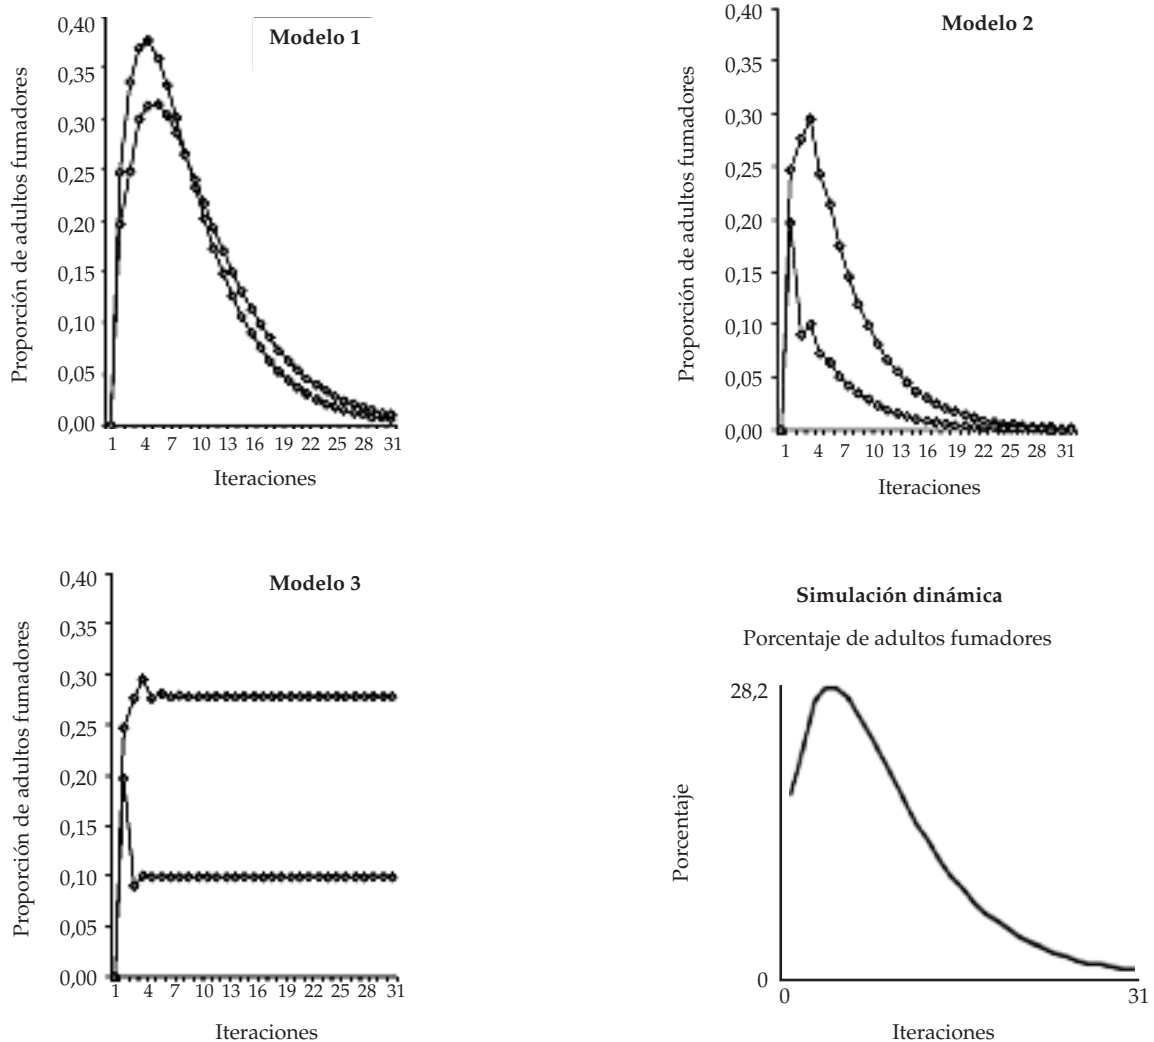 Modelo 1
Proporción de adultos fumadores
0,40
0,35
0,30
0,25
0,20
0,15
0,10
0,05
0,00
1 4 7 10 13 16 19 22 25 28 31
Iteraciones
Modelo 2
Proporción de adultos fumadores
0,40
0,35
0,30
0,25
0,20
0,15
0,10
0,05
0,00
1 4 7 10 13 16 19 22 25 28 31
Iteraciones
Modelo 3
Proporción de adultos fumadores
0,40
0,35
0,30
0,25
0,20
0,15
0,10
0,05
0,00
1 4 7 10 13 16 19 22 25 28 31
Iteraciones
Simulación dinámica
Porcentaje de adultos fumadores
Porcentaje
28,2
0
0 31
Iteraciones